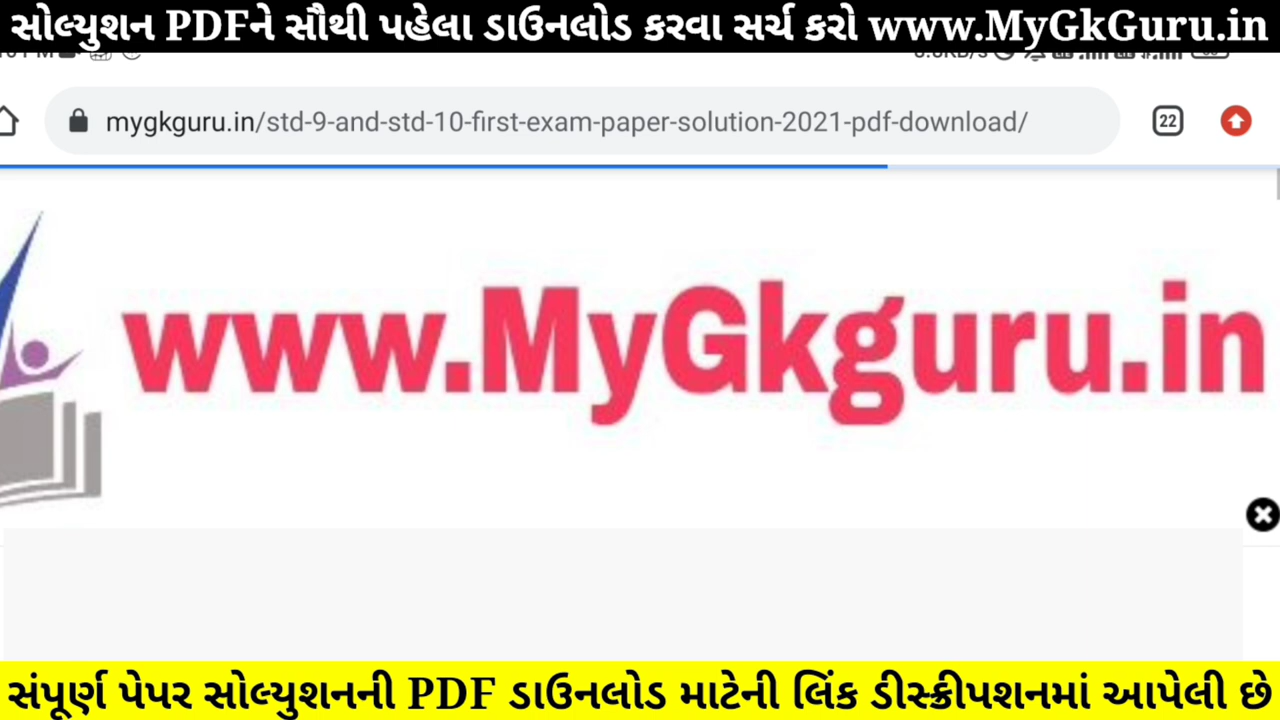 સોલ્યુશન PDFને સૌથી પહેલા ડાઉનલોડ કરવા સર્ચ કરો www.MyGkGuru.in
mygkguru.in/std-9-and-std-10-first-exam-paper-solution-2021-pdf-download/
22
www.MyGkguru.in
સંપૂર્ણ પેપર સોલ્યુશનની PDF ડાઉનલોડ માટેની લિંક ડીસ્ક્રીપશનમાં આપેલી છે